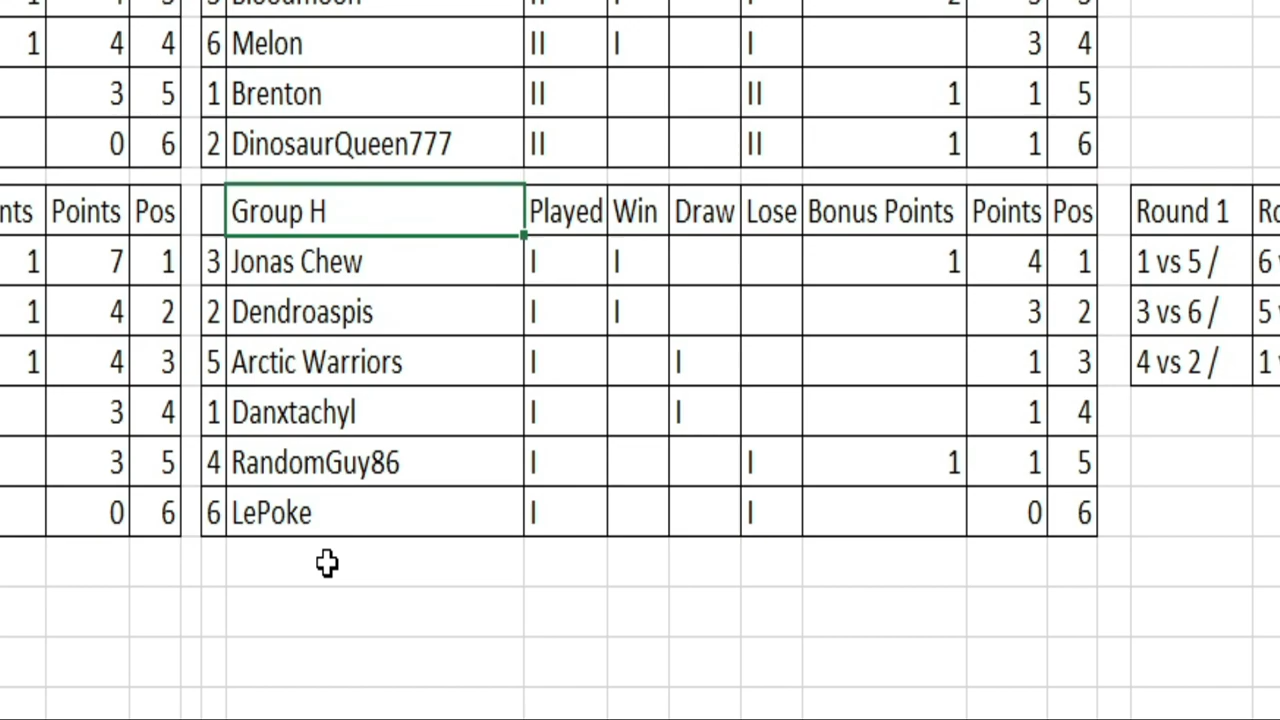 1 4 4 6 Melon II I I 3 4
3 5 1 Brenton II II 1 1 5
0 6 2 DinosaurQueen777 II II 1 1 6
nts Points Pos Group H Played Win Draw Lose Bonus Points Points Pos Round 1
1 7 1 3 Jonas Chew I I 1 4 1 1 vs 5 / 6
1 4 2 2 Dendroaspis I I 3 2 3 vs 6 / 5
1 4 3 5 Arctic Warriors I I 1 3 4 vs 2 / 1
3 4 1 Danxtachyl I I 1 4
3 5 4 RandomGuy86 I I 1 1 5
0 6 6 LePoke I I 0 6